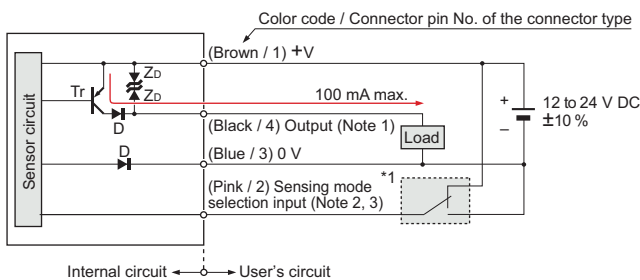 Color code / Connector pin No. of the connector type
(Brown / 1) +V
Tr
ZD
ZD
100 mA max.
D
(Black / 4) Output (Note 1)
Load
+
–
12 to 24 V DC
±10 %
Sensor circuit
D
(Blue / 3) 0 V
(Pink / 2) Sensing mode
selection input (Note 2, 3)
*1
Internal circuit
User's circuit